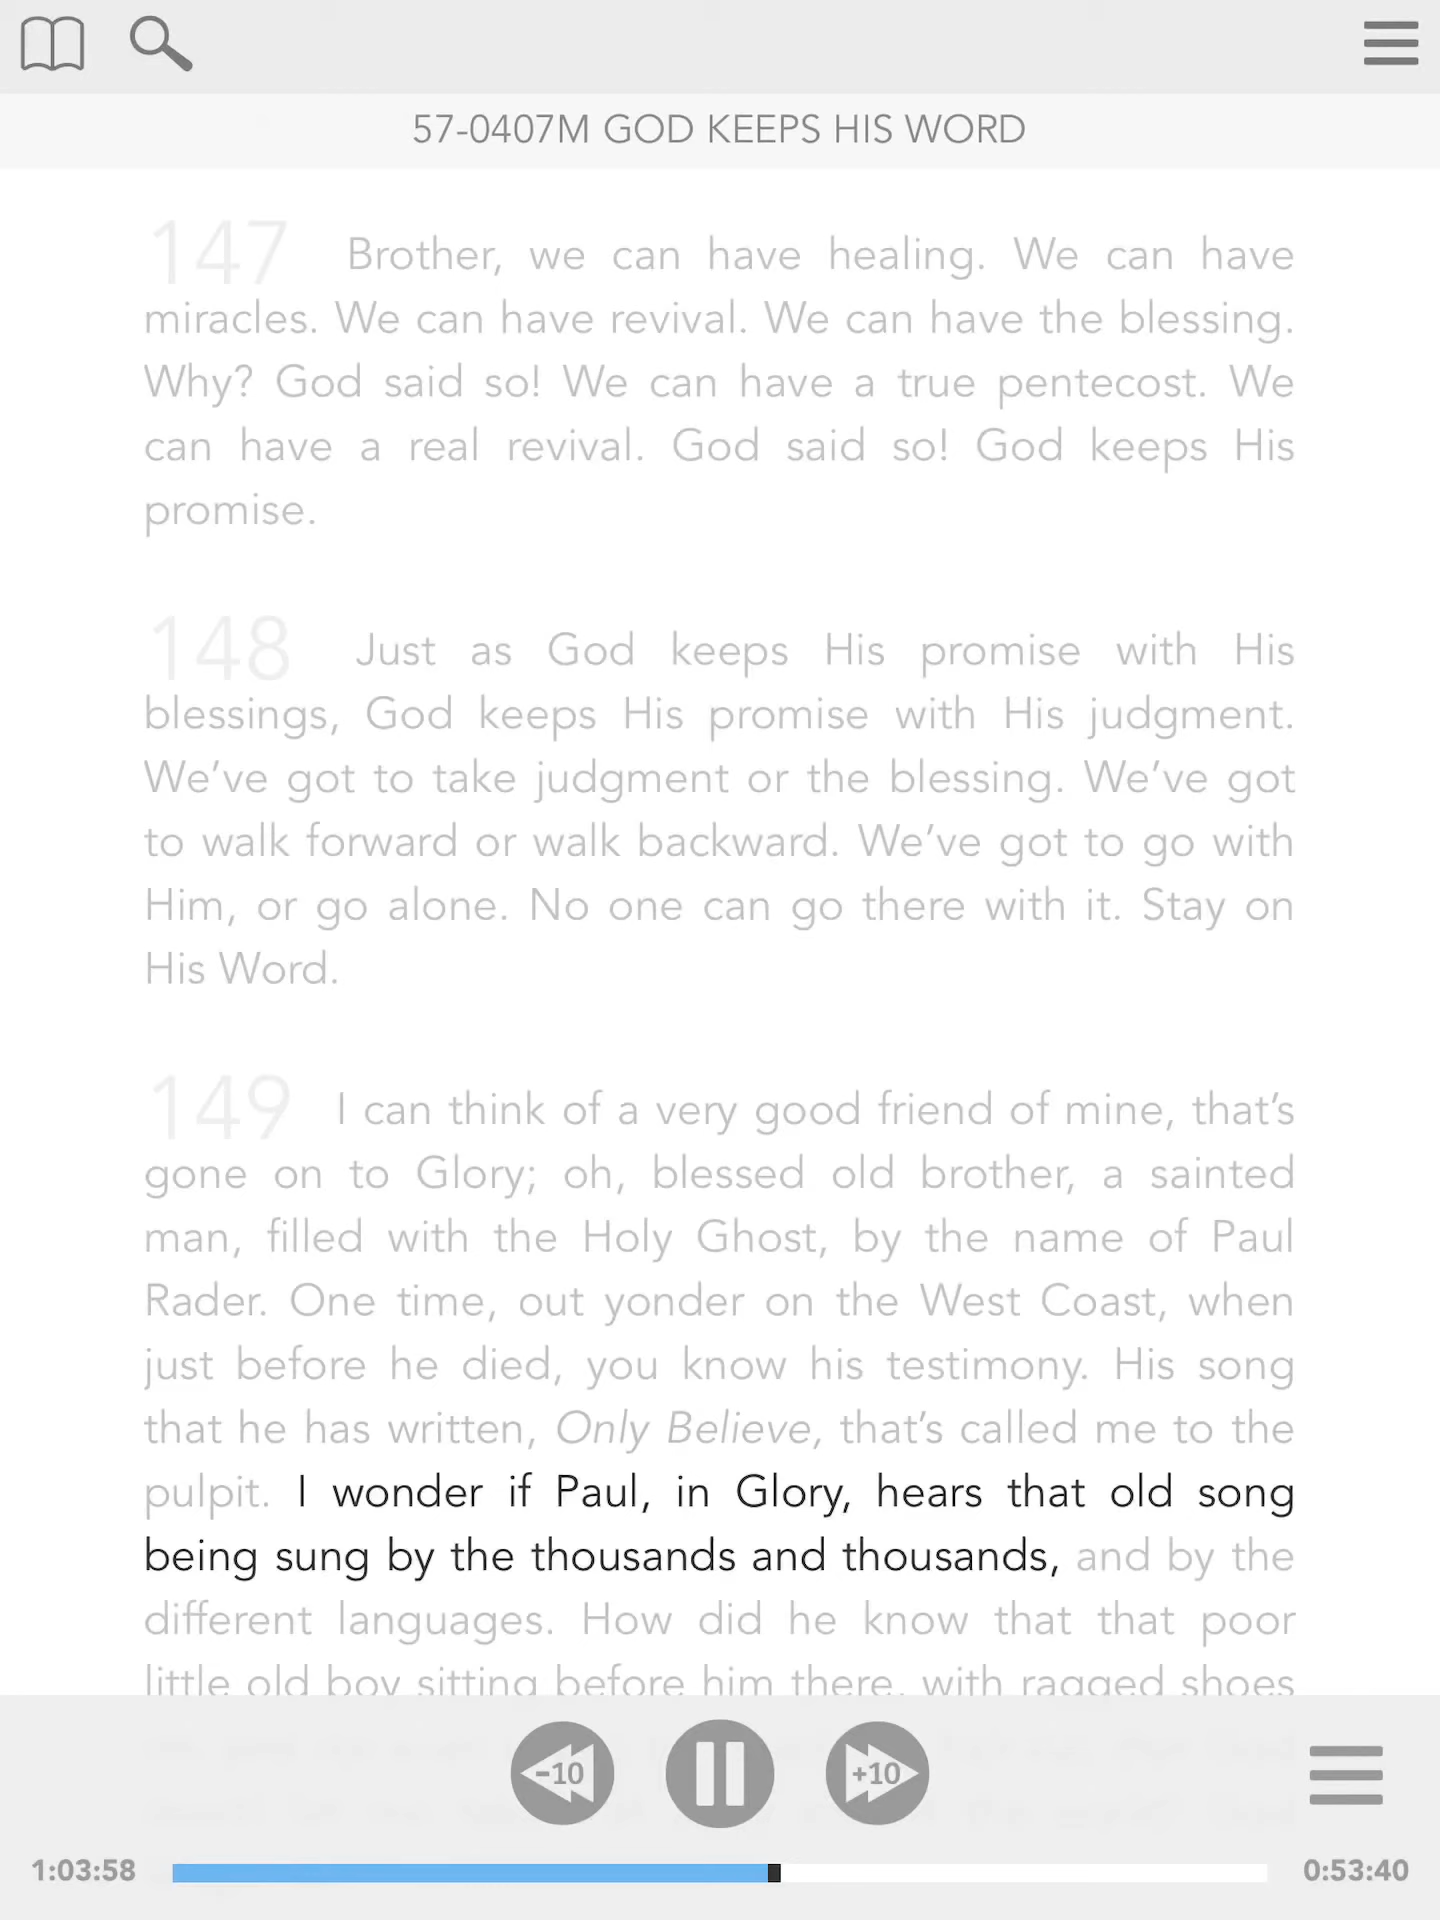 57-0407M GOD KEEPS HIS WORD
147 Brother, we can have healing. We can have
miracles. We can have revival. We can have the blessing.
Why? God said so! We can have a true pentecost. We
can have a real revival. God said so! God keeps His
promise.
148 Just as God keeps His promise with His
blessings, God keeps His promise with His judgment.
We’ve got to take judgment or the blessing. We’ve got
to walk forward or walk backward. We’ve got to go with
Him, or go alone. No one can go there with it. Stay on
His Word.
149 I can think of a very good friend of mine, that’s
gone on to Glory; oh, blessed old brother, a sainted
man, filled with the Holy Ghost, by the name of Paul
Rader. One time, out yonder on the West Coast, when
just before he died, you know his testimony. His song
that he has written, Only Believe, that’s called me to the
pulpit. I wonder if Paul, in Glory, hears that old song
being sung by the thousands and thousands, and by the
different languages. How did he know that that poor
little old boy sitting before him there, with ragged shoes
-10 +10
1:03:58 0:53:40